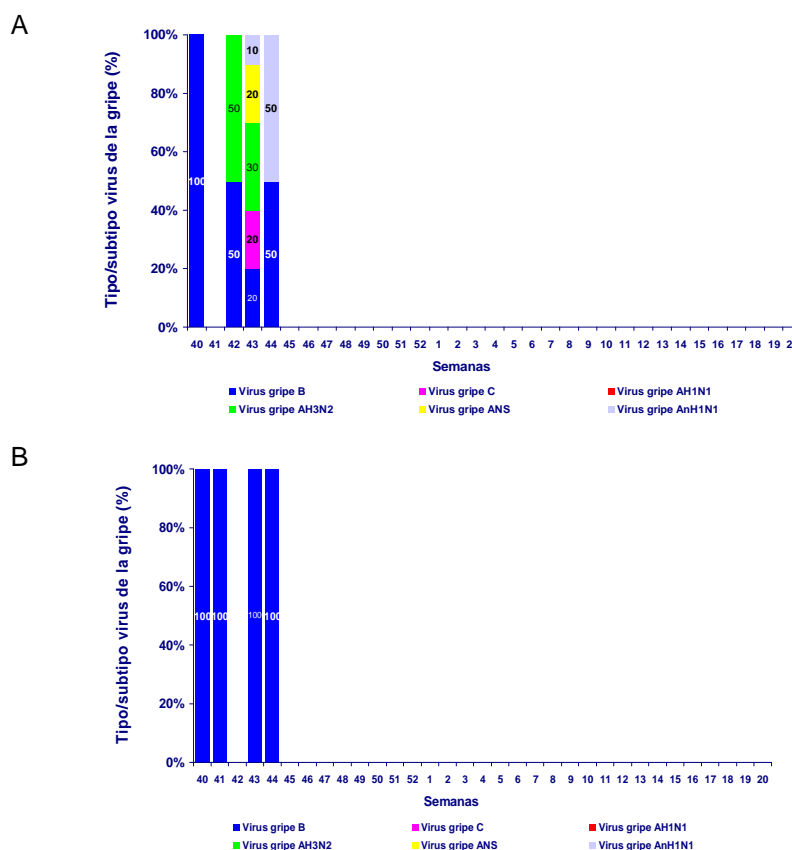 A
Tipo/subtipo virus de la gripe (%)
100%
80%
60%
40%
20%
0%
100
50
50
10
20
30
20
20
50
50
40 41 42 43 44 45 46 47 48 49 50 51 52 1 2 3 4 5 6 7 8 9 10 11 12 13 14 15 16 17 18 19 2
Semanas
Virus gripe B Virus gripe C Virus gripe AH1N1
Virus gripe AH3N2 Virus gripe ANS Virus gripe AnH1N1
B
Tipo/subtipo virus de la gripe (%)
100%
80%
60%
40%
20%
0%
100 100 100 100
40 41 42 43 44 45 46 47 48 49 50 51 52 1 2 3 4 5 6 7 8 9 10 11 12 13 14 15 16 17 18 19 20
Semanas
Virus gripe B Virus gripe C Virus gripe AH1N1
Virus gripe AH3N2 Virus gripe ANS Virus gripe AnH1N1